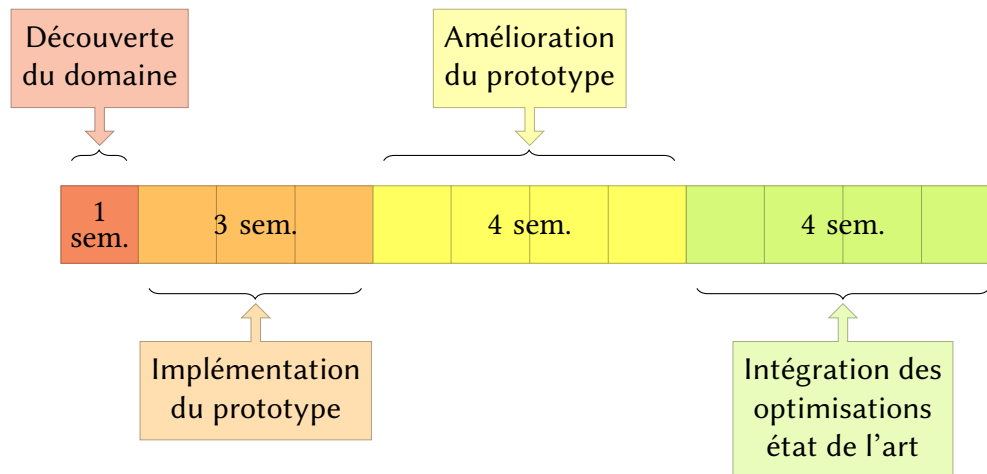 Découverte
du domaine
Amélioration
du prototype
1
sem.
3 sem.
4 sem.
4 sem.
Implémentation
du prototype
Intégration des
optimisations
état de l'art